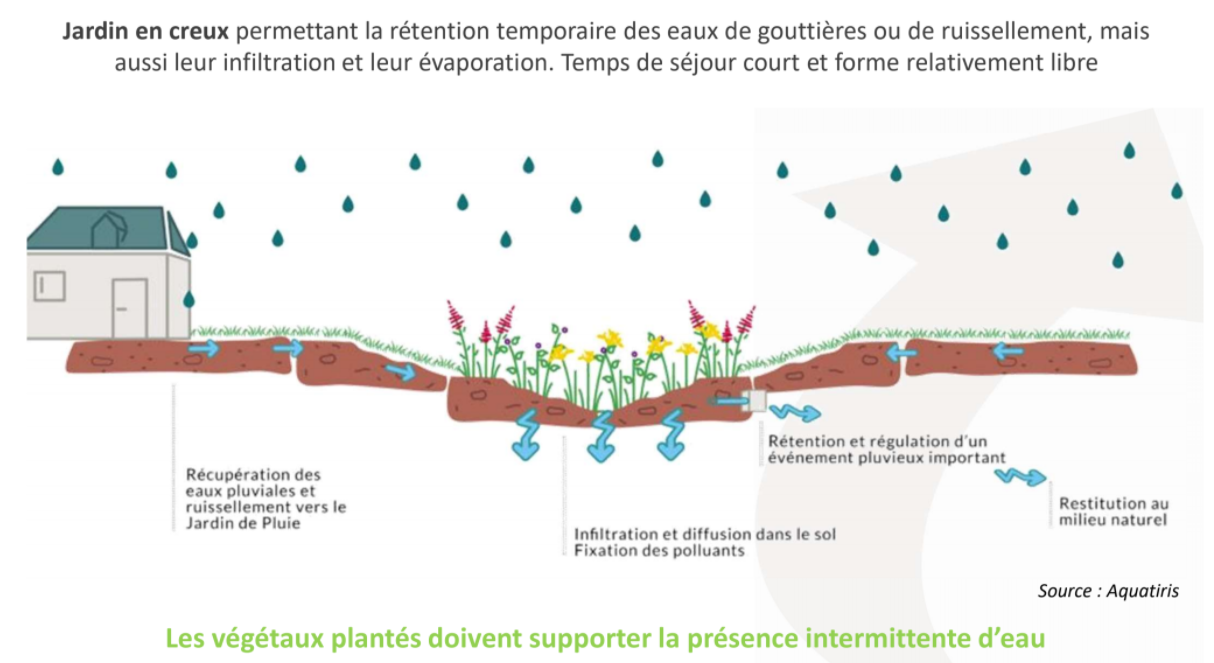 Jardin en creux permettant la rétention temporaire des eaux de gouttières ou de ruissellement, mais
aussi leur infiltration et leur évaporation. Temps de séjour court et forme relativement libre
Récupération des
eaux pluviales et
ruissellement vers le
Jardin de Pluie
Infiltration et diffusion dans le sol
Fixation des polluants
Rétention et régulation d'un
événement pluvieux important
Restitution au
milieu naturel
Source : Aquatiris
Les végétaux plantés doivent supporter la présence intermittente d'eau